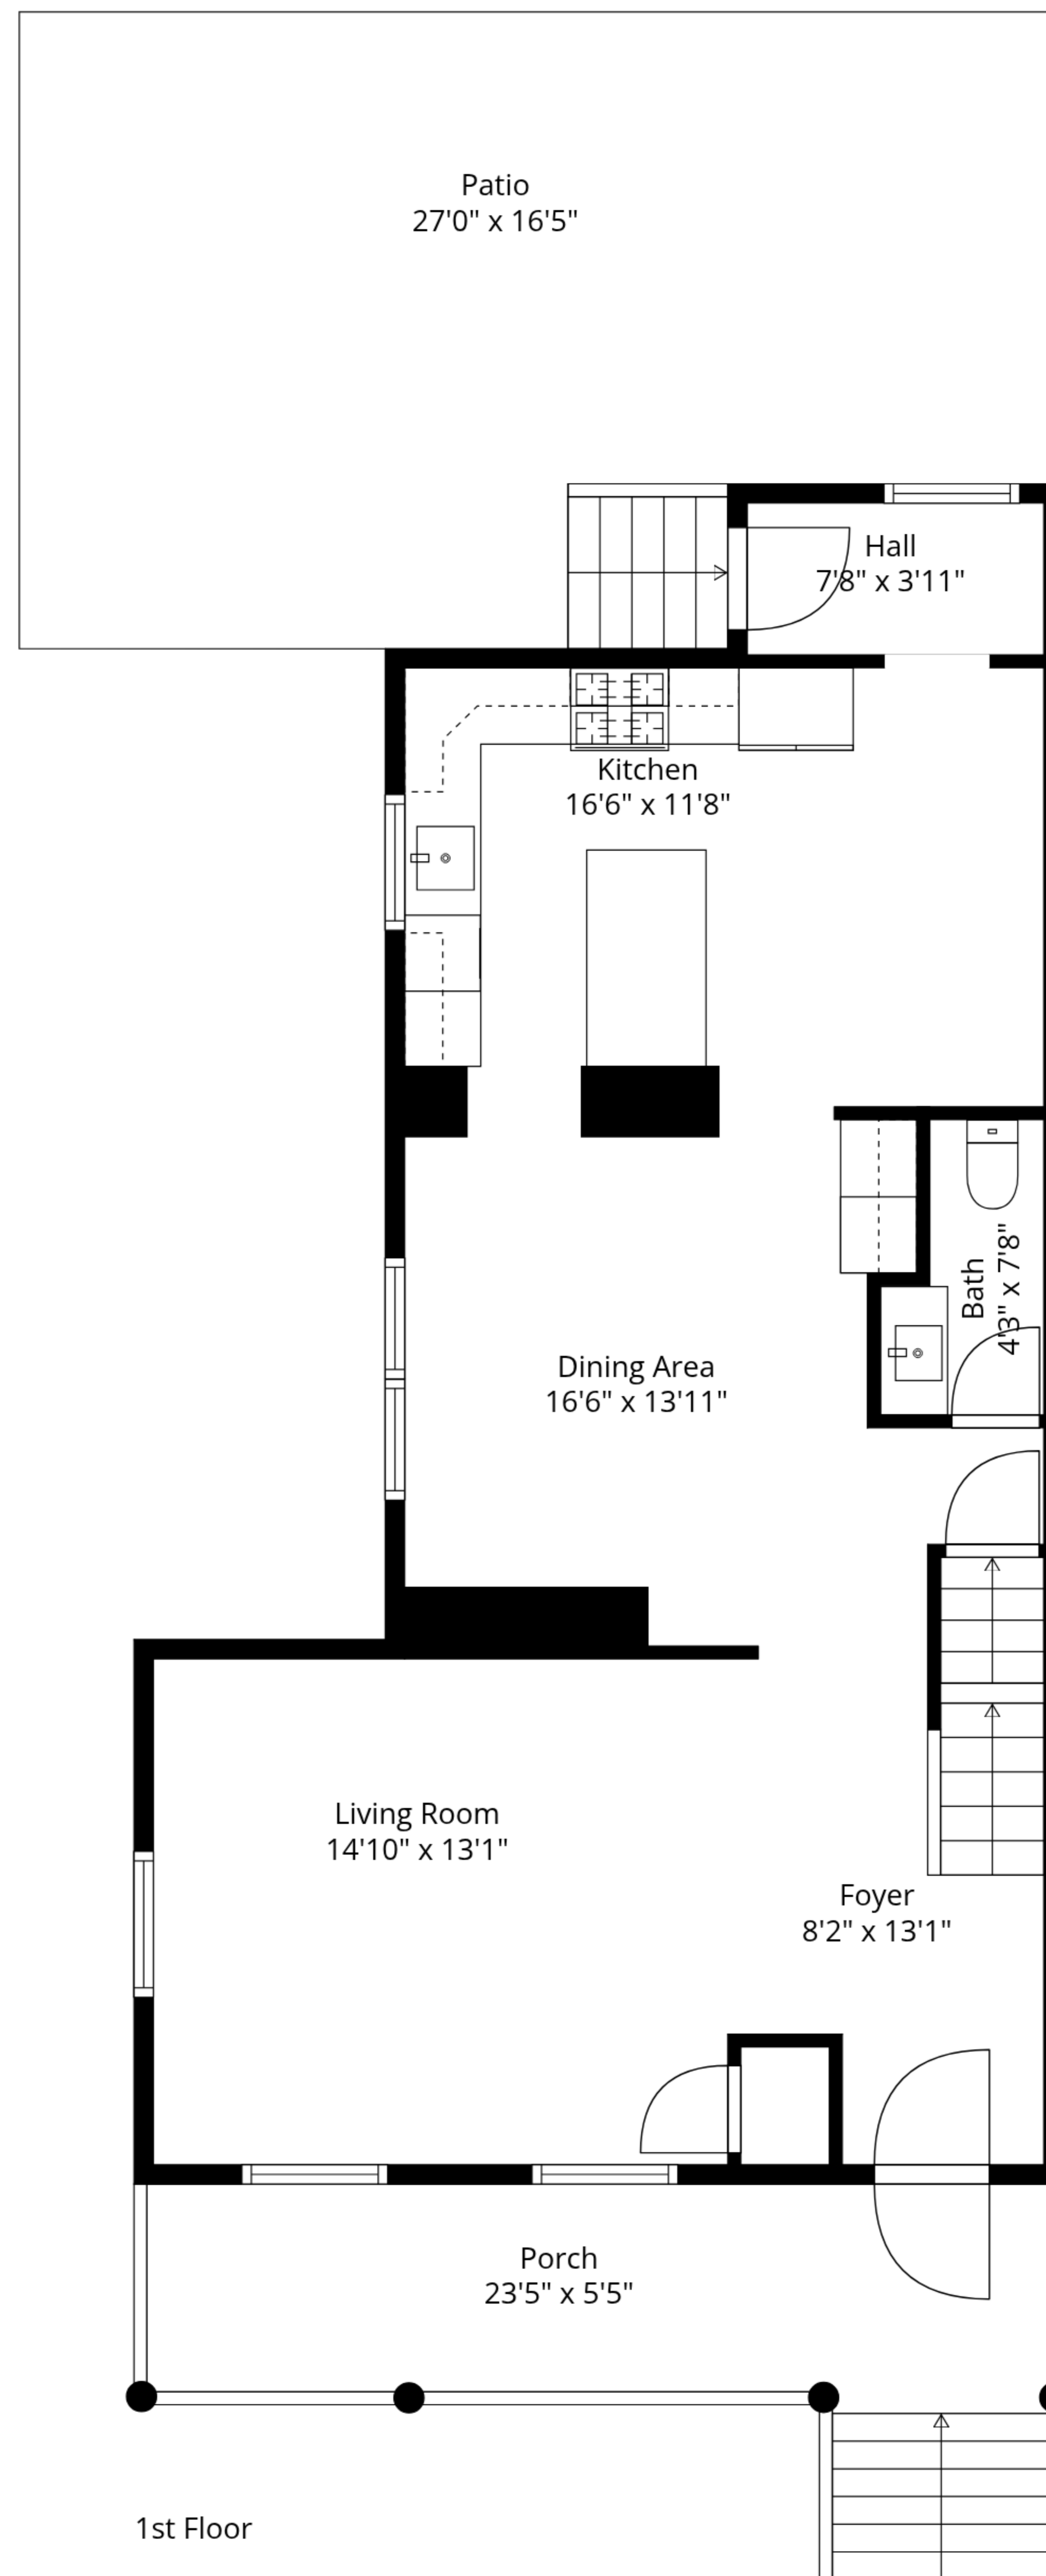 Patio
27'0" x 16'5"
Hall
7'8" x 3'11"
Kitchen
16'6" x 11'8"
Bath
4'3" x 7'8"
Dining Area
16'6" x 13'11"
Living Room
14'10" x 13'1"
Foyer
8'2" x 13'1"
Porch
23'5" x 5'5"
1st Floor